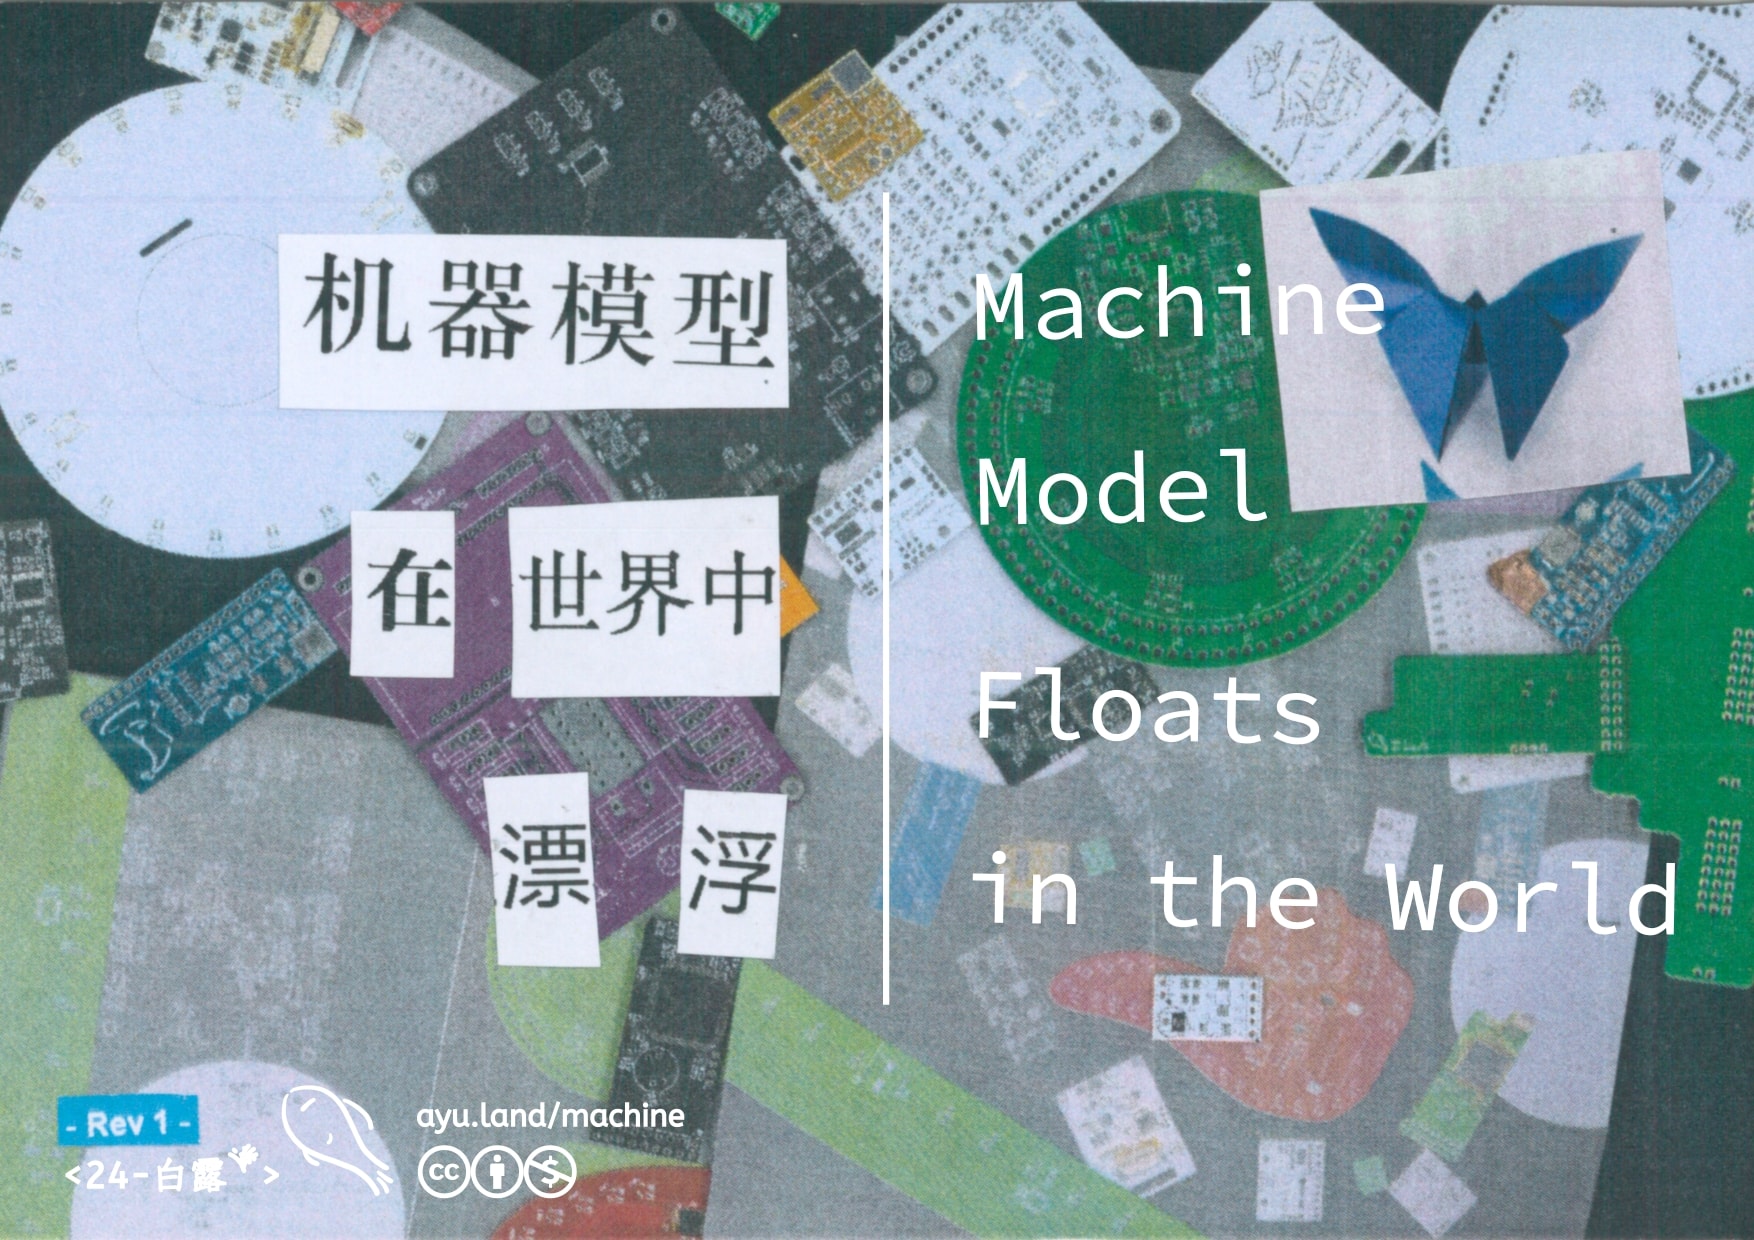 机器模型
在 世界中
漂 浮
Machine
Model
Floats
in the World
- Rev 1 -
<24-白露>
ayu.land/machine
cc